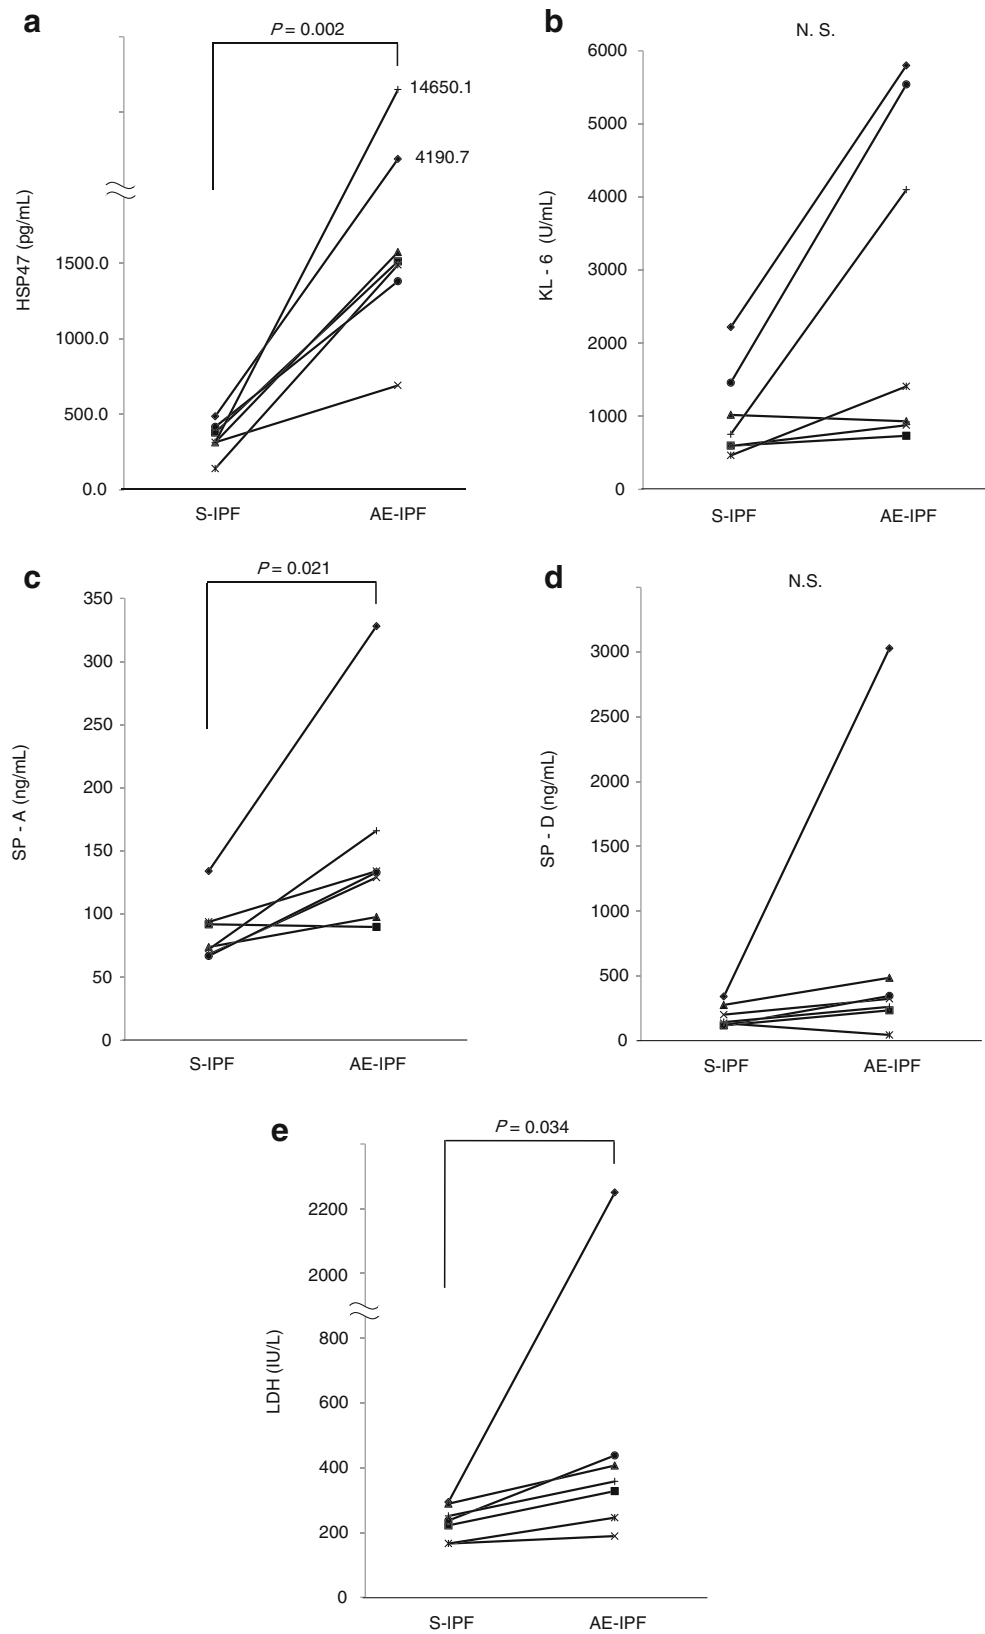 a
P = 0.002
14650.1
4190.7
HSP47 (pg/mL)
1500.0
1000.0
500.0
0.0
S-IPF AE-IPF
b
N. S.
KL - 6 (U/mL)
6000
5000
4000
3000
2000
1000
0
S-IPF AE-IPF
c
P = 0.021
SP - A (ng/mL)
350
300
250
200
150
100
50
0
S-IPF AE-IPF
d
N.S.
SP - D (ng/mL)
3000
2500
2000
1500
1000
500
0
S-IPF AE-IPF
e
P = 0.034
LDH (IU/L)
2200
2000
800
600
400
200
0
S-IPF AE-IPF